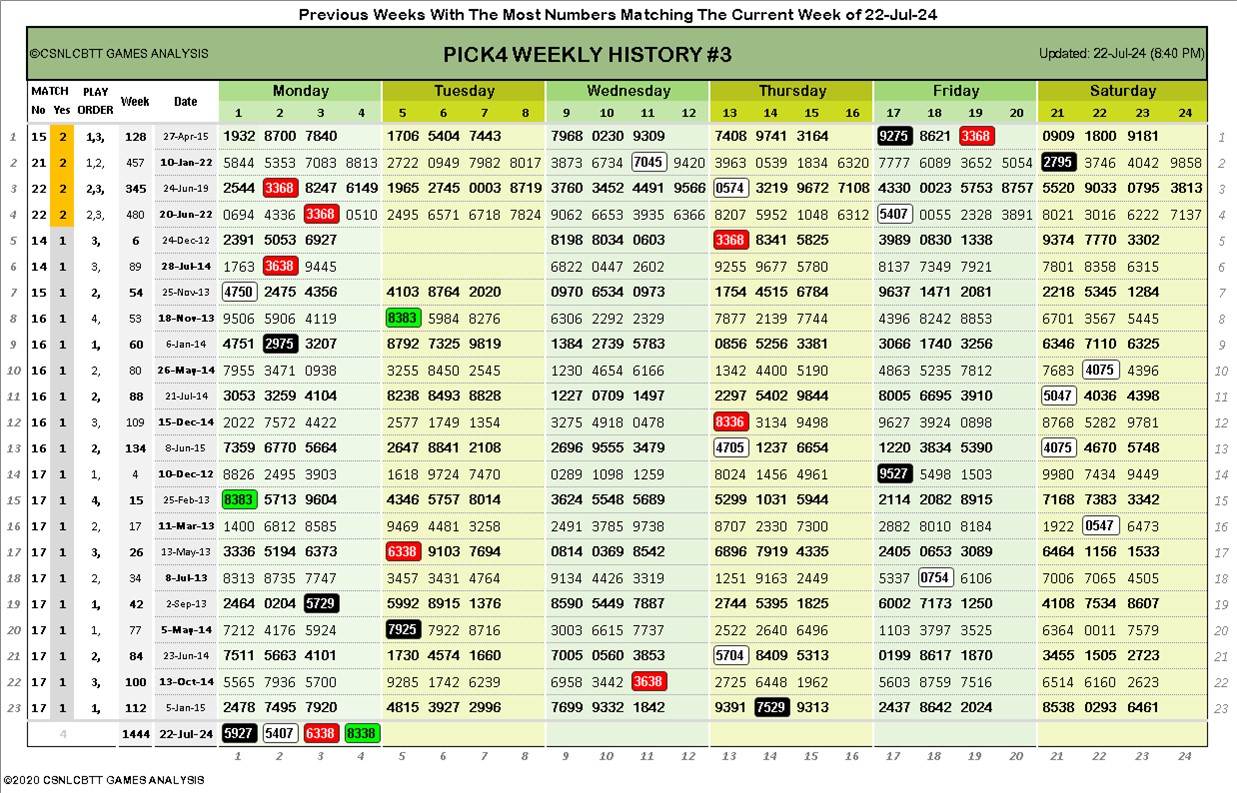 Previous Weeks With The Most Numbers Matching The Current Week of 22-Jul-24
©CSNLCBTT GAMES ANALYSIS PICK4 WEEKLY HISTORY #3 Updated: 22-Jul-24 (8:40 PM)
MATCH PLAY Week Date Monday Tuesday Wednesday Thursday Friday Saturday
No Yes ORDER 1 2 3 4 5 6 7 8 9 10 11 12 13 14 15 16 17 18 19 20 21 22 23 24
1 15 2 1,3, 128 27-Apr-15 1932 8700 7840 1706 5404 7443 7968 0230 9309 7408 9741 3164 9275 8621 3368 0909 1800 9181 1
2 21 2 1,2, 457 10-Jan-22 5844 5353 7083 8813 2722 0949 7982 8017 3873 6734 7045 9420 3963 0539 1834 6320 7777 6089 3652 5054 2795 3746 4042 9858 2
3 22 2 2,3, 345 24-Jun-19 2544 3368 8247 6149 1965 2745 0003 8719 3760 3452 4491 9566 0574 3219 9672 7108 4330 0023 5753 8757 5520 9033 0795 3813 3
4 22 2 2,3, 480 20-Jun-22 0694 4336 3368 0510 2495 6571 6718 7824 9062 6653 3935 6366 8207 5952 1048 6312 5407 0055 2328 3891 8021 3016 6222 7137 4
5 14 1 3, 6 24-Dec-12 2391 5053 6927 8198 8034 0603 3368 8341 5825 3989 0830 1338 9374 7770 3302 5
6 14 1 3, 89 28-Jul-14 1763 3638 9445 6822 0447 2602 9255 9677 5780 8137 7349 7921 7801 8358 6315 6
7 15 1 2, 54 25-Nov-13 4750 2475 4356 4103 8764 2020 0970 6534 0973 1754 4515 6784 9637 1471 2081 2218 5345 1284 7
8 16 1 4, 53 18-Nov-13 9506 5906 4119 8383 5984 8276 6306 2292 2329 7877 2139 7744 4396 8242 8853 6701 3567 5445 8
9 16 1 1, 60 6-Jan-14 4751 2975 3207 8792 7325 9819 1384 2739 5783 0856 5256 3381 3066 1740 3256 6346 7110 6325 9
10 16 1 2, 80 26-May-14 7955 3471 0938 3255 8450 2545 1230 4654 6166 1342 4400 5190 4863 5235 7812 7683 4075 4396 10
11 16 1 2, 88 21-Jul-14 3053 3259 4104 8238 8493 8828 1227 0709 1497 2297 5402 9844 8005 6695 3910 5047 4036 4398 11
12 16 1 3, 109 15-Dec-14 2022 7572 4422 2577 1749 1354 3275 4918 0478 8336 3134 9498 9627 3924 0898 8768 5282 9781 12
13 16 1 2, 134 8-Jun-15 7359 6770 5664 2647 8841 2108 2696 9555 3479 4705 1237 6654 1220 3834 5390 4075 4670 5748 13
14 17 1 1, 4 10-Dec-12 8826 2495 3903 1618 9724 7470 0289 1098 1259 8024 1456 4961 9527 5498 1503 9980 7434 9449 14
15 17 1 4, 15 25-Feb-13 8383 5713 9604 4346 5757 8014 3624 5548 5689 5299 1031 5944 2114 2082 8915 7168 7383 3342 15
16 17 1 2, 17 11-Mar-13 1400 6812 8585 9469 4481 3258 2491 3785 9738 8707 2330 7300 2882 8010 8184 1922 0547 6473 16
17 17 1 3, 26 13-May-13 3336 5194 6373 6338 9103 7694 0814 0369 8542 6896 7919 4335 2405 0653 3089 6464 1156 1533 17
18 17 1 2, 34 8-Jul-13 8313 8735 7747 3457 3431 4764 9134 4426 3319 1251 9163 2449 5337 0754 6106 7006 7065 4505 18
19 17 1 1, 42 2-Sep-13 2464 0204 5729 5992 8915 1376 8590 5449 7887 2744 5395 1825 6002 7173 1250 4108 7534 8607 19
20 17 1 1, 77 5-May-14 7212 4176 5924 7925 7922 8716 3003 6615 7737 2522 2640 6496 1103 3797 3525 6364 0011 7579 20
21 17 1 2, 84 23-Jun-14 7511 5663 4101 1730 4574 1660 7005 0560 3853 5704 8409 5313 0199 8617 1870 3455 1505 2723 21
22 17 1 3, 100 13-Oct-14 5565 7936 5700 9285 1742 6239 6958 3442 3638 2725 6448 1962 5603 8759 7516 6514 6160 2623 22
23 17 1 1, 112 5-Jan-15 2478 7495 7920 4815 3927 2996 7699 9332 1842 9391 7529 9313 2437 8642 2024 8538 0293 6461 23
4 1444 22-Jul-24 5927 5407 6338 8338
1 2 3 4 5 6 7 8 9 10 11 12 13 14 15 16 17 18 19 20 21 22 23 24
©2020 CSNLCBTT GAMES ANALYSIS